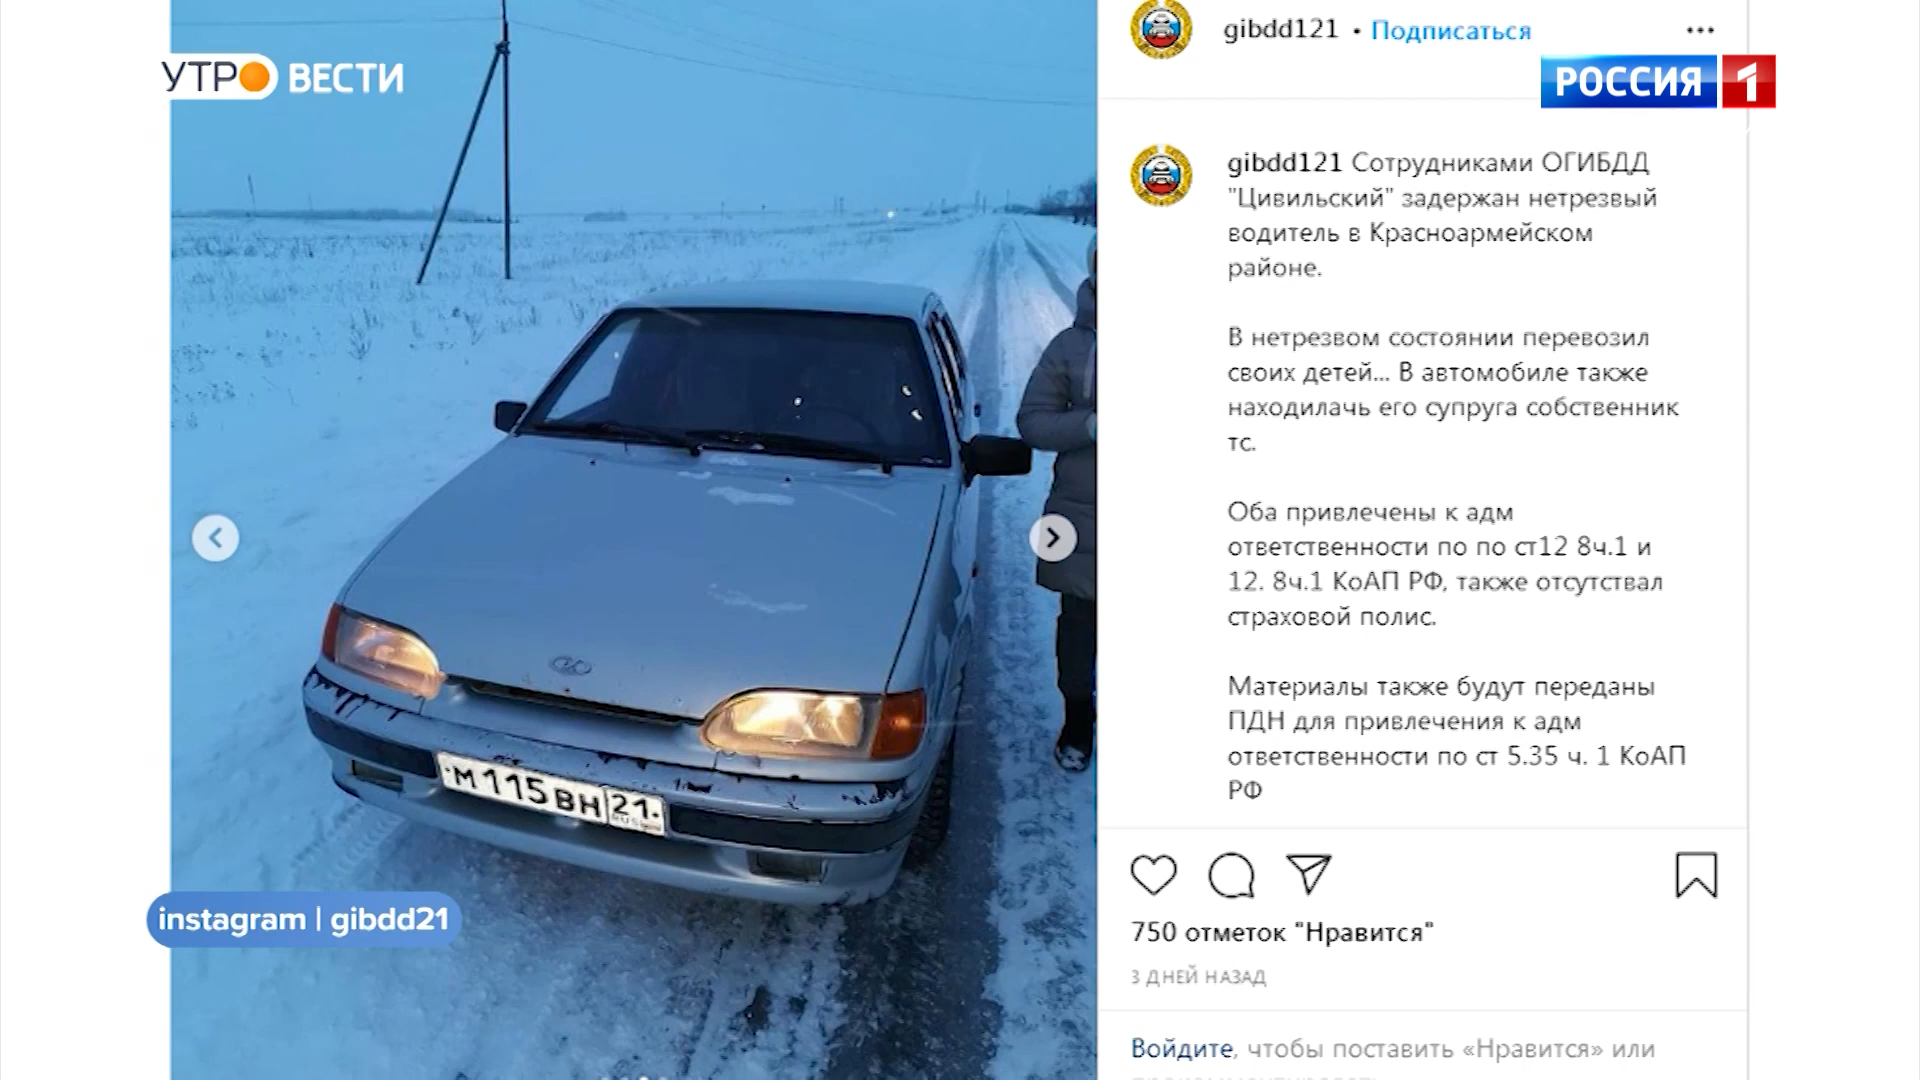 УТРО ВЕСТИ
gibdd121 • Подписаться
РОССИЯ 1
gibdd121 Сотрудниками ОГИБДД
"Цивильский" задержан нетрезвый
водитель в Красноармейском
районе.
В нетрезвом состоянии перевозил
своих детей... В автомобиле также
находилачь его супруга собственник
тс.
Оба привлечены к адм
ответственности по по ст12 8ч.1 и
12. 8ч.1 КоАП РФ, также отсутствал
страховой полис.
Материалы также будут переданы
ПДН для привлечения к адм
ответственности по ст 5.35 ч. 1 КоАП
РФ
М115ВН 21
RUS
instagram | gibdd21
750 отметок "Нравится"
3 ДНЕЙ НАЗАД
Войдите, чтобы поставить «Нравится» или